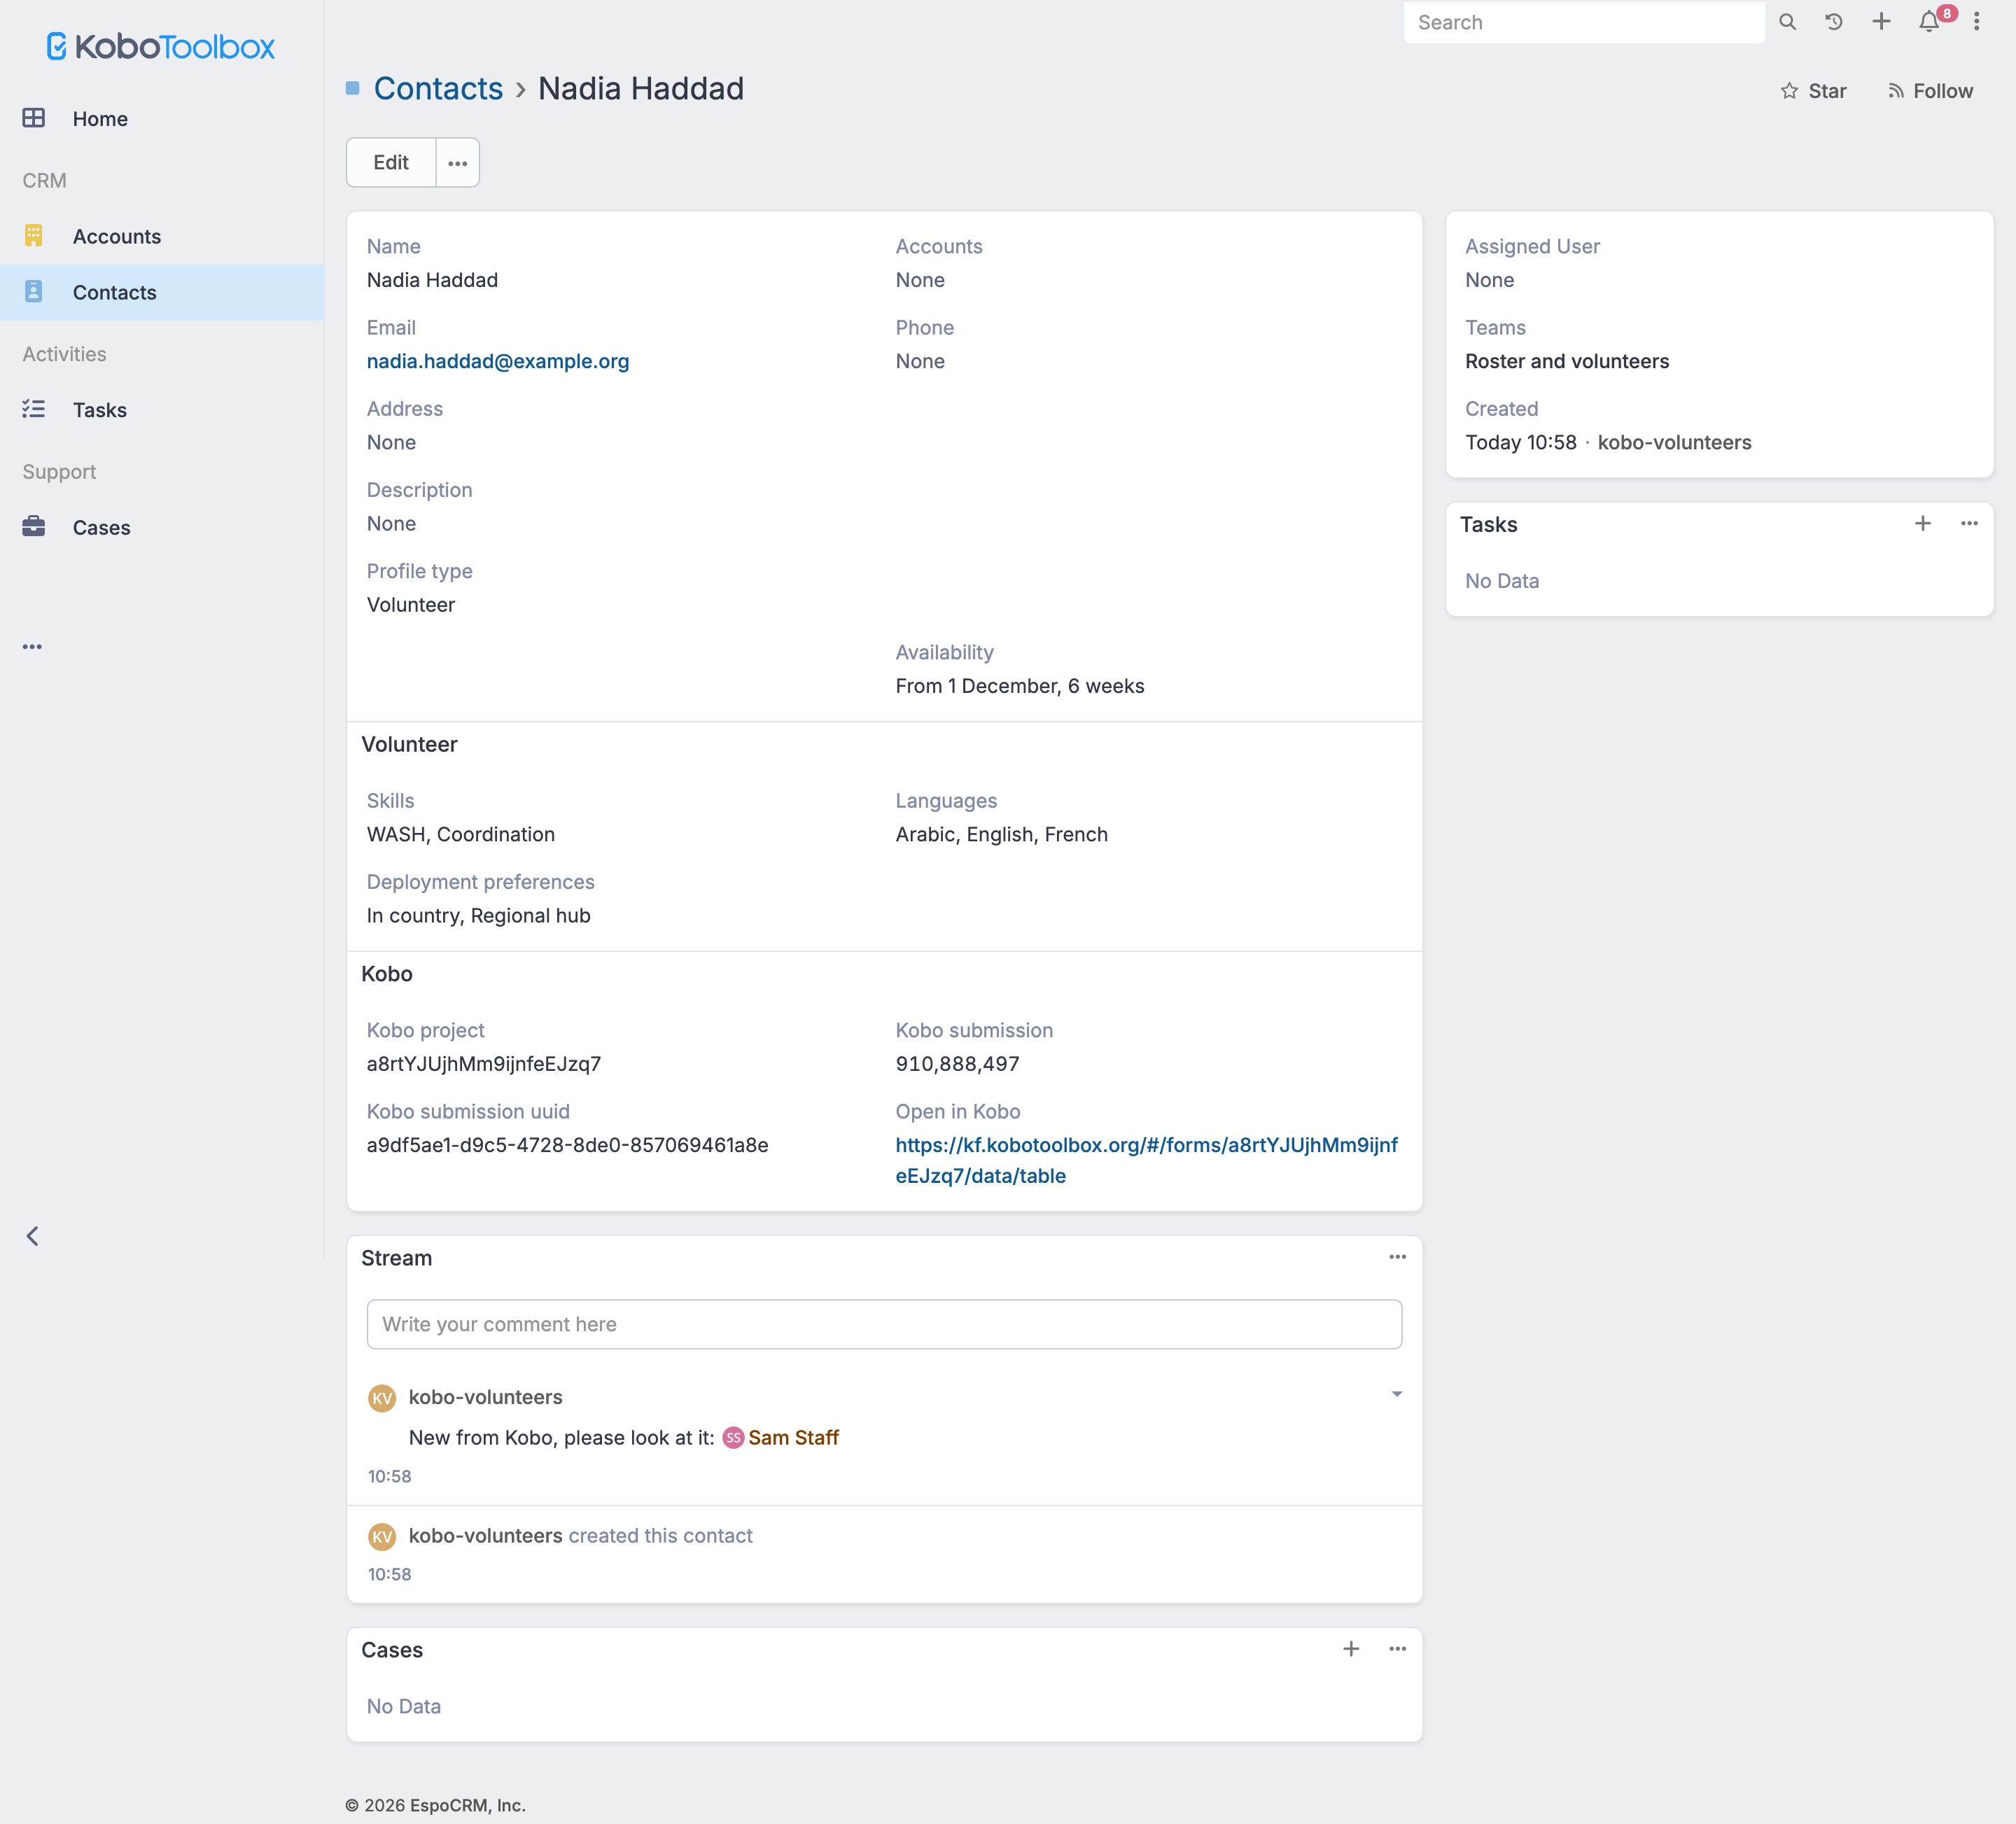 KoboToolbox
Search
8
Home
CRM
Accounts
Contacts
Activities
Tasks
Support
Cases
Contacts › Nadia Haddad
Star
Follow
Edit
Name
Nadia Haddad
Accounts
None
Email
nadia.haddad@example.org
Phone
None
Address
None
Description
None
Profile type
Volunteer
Availability
From 1 December, 6 weeks
Volunteer
Skills
WASH, Coordination
Languages
Arabic, English, French
Deployment preferences
In country, Regional hub
Kobo
Kobo project
a8rtYJUjhMm9ijnfeEJzq7
Kobo submission
910,888,497
Kobo submission uuid
a9df5ae1-d9c5-4728-8de0-857069461a8e
Open in Kobo
https://kf.kobotoolbox.org/#/forms/a8rtYJUjhMm9ijnf
eEJzq7/data/table
Assigned User
None
Teams
Roster and volunteers
Created
Today 10:58 · kobo-volunteers
Tasks
No Data
Stream
Write your comment here
KV kobo-volunteers
New from Kobo, please look at it: SS Sam Staff
10:58
KV kobo-volunteers created this contact
10:58
Cases
No Data
© 2026 EspoCRM, Inc.